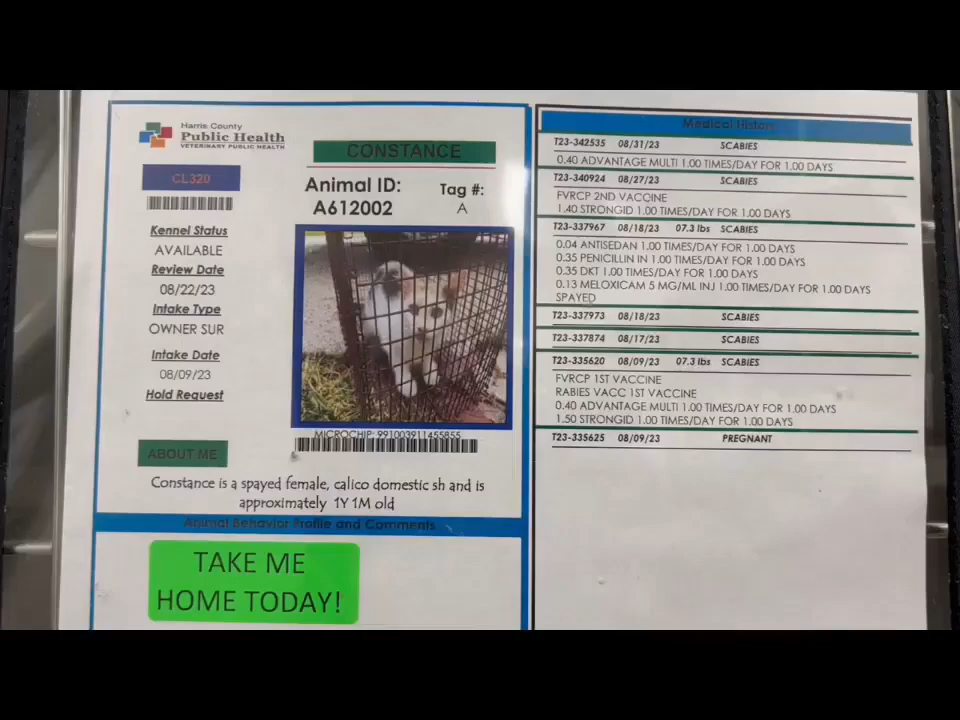 Harris County
Public Health
VETERINARY PUBLIC HEALTH
CONSTANCE
CL320
Animal ID:
A612002
Tag #:
A
Kennel Status
AVAILABLE
Review Date
08/22/23
Intake Type
OWNER SUR
Intake Date
08/09/23
Hold Request
MICROCHIP: 991003911455855
ABOUT ME
Constance is a spayed female, calico domestic sh and is
approximately 1Y 1M old
Animal Behavior Profile and Comments
TAKE ME
HOME TODAY!
Medical History
T23-342535 08/31/23 SCABIES
0.40 ADVANTAGE MULTI 1.00 TIMES/DAY FOR 1.00 DAYS
T23-340924 08/27/23 SCABIES
FVRCP 2ND VACCINE
1.40 STRONGID 1.00 TIMES/DAY FOR 1.00 DAYS
T23-337967 08/18/23 07.3 lbs SCABIES
0.04 ANTISEDAN 1.00 TIMES/DAY FOR 1.00 DAYS
0.35 PENICILLIN IN 1.00 TIMES/DAY FOR 1.00 DAYS
0.35 DKT 1.00 TIMES/DAY FOR 1.00 DAYS
0.13 MELOXICAM 5 MG/ML INJ 1.00 TIMES/DAY FOR 1.00 DAYS
SPAYED
T23-337973 08/18/23 SCABIES
T23-337874 08/17/23 SCABIES
T23-335620 08/09/23 07.3 lbs SCABIES
FVRCP 1ST VACCINE
RABIES VACC 1ST VACCINE
0.40 ADVANTAGE MULTI 1.00 TIMES/DAY FOR 1.00 DAYS
1.50 STRONGID 1.00 TIMES/DAY FOR 1.00 DAYS
T23-335625 08/09/23 PREGNANT